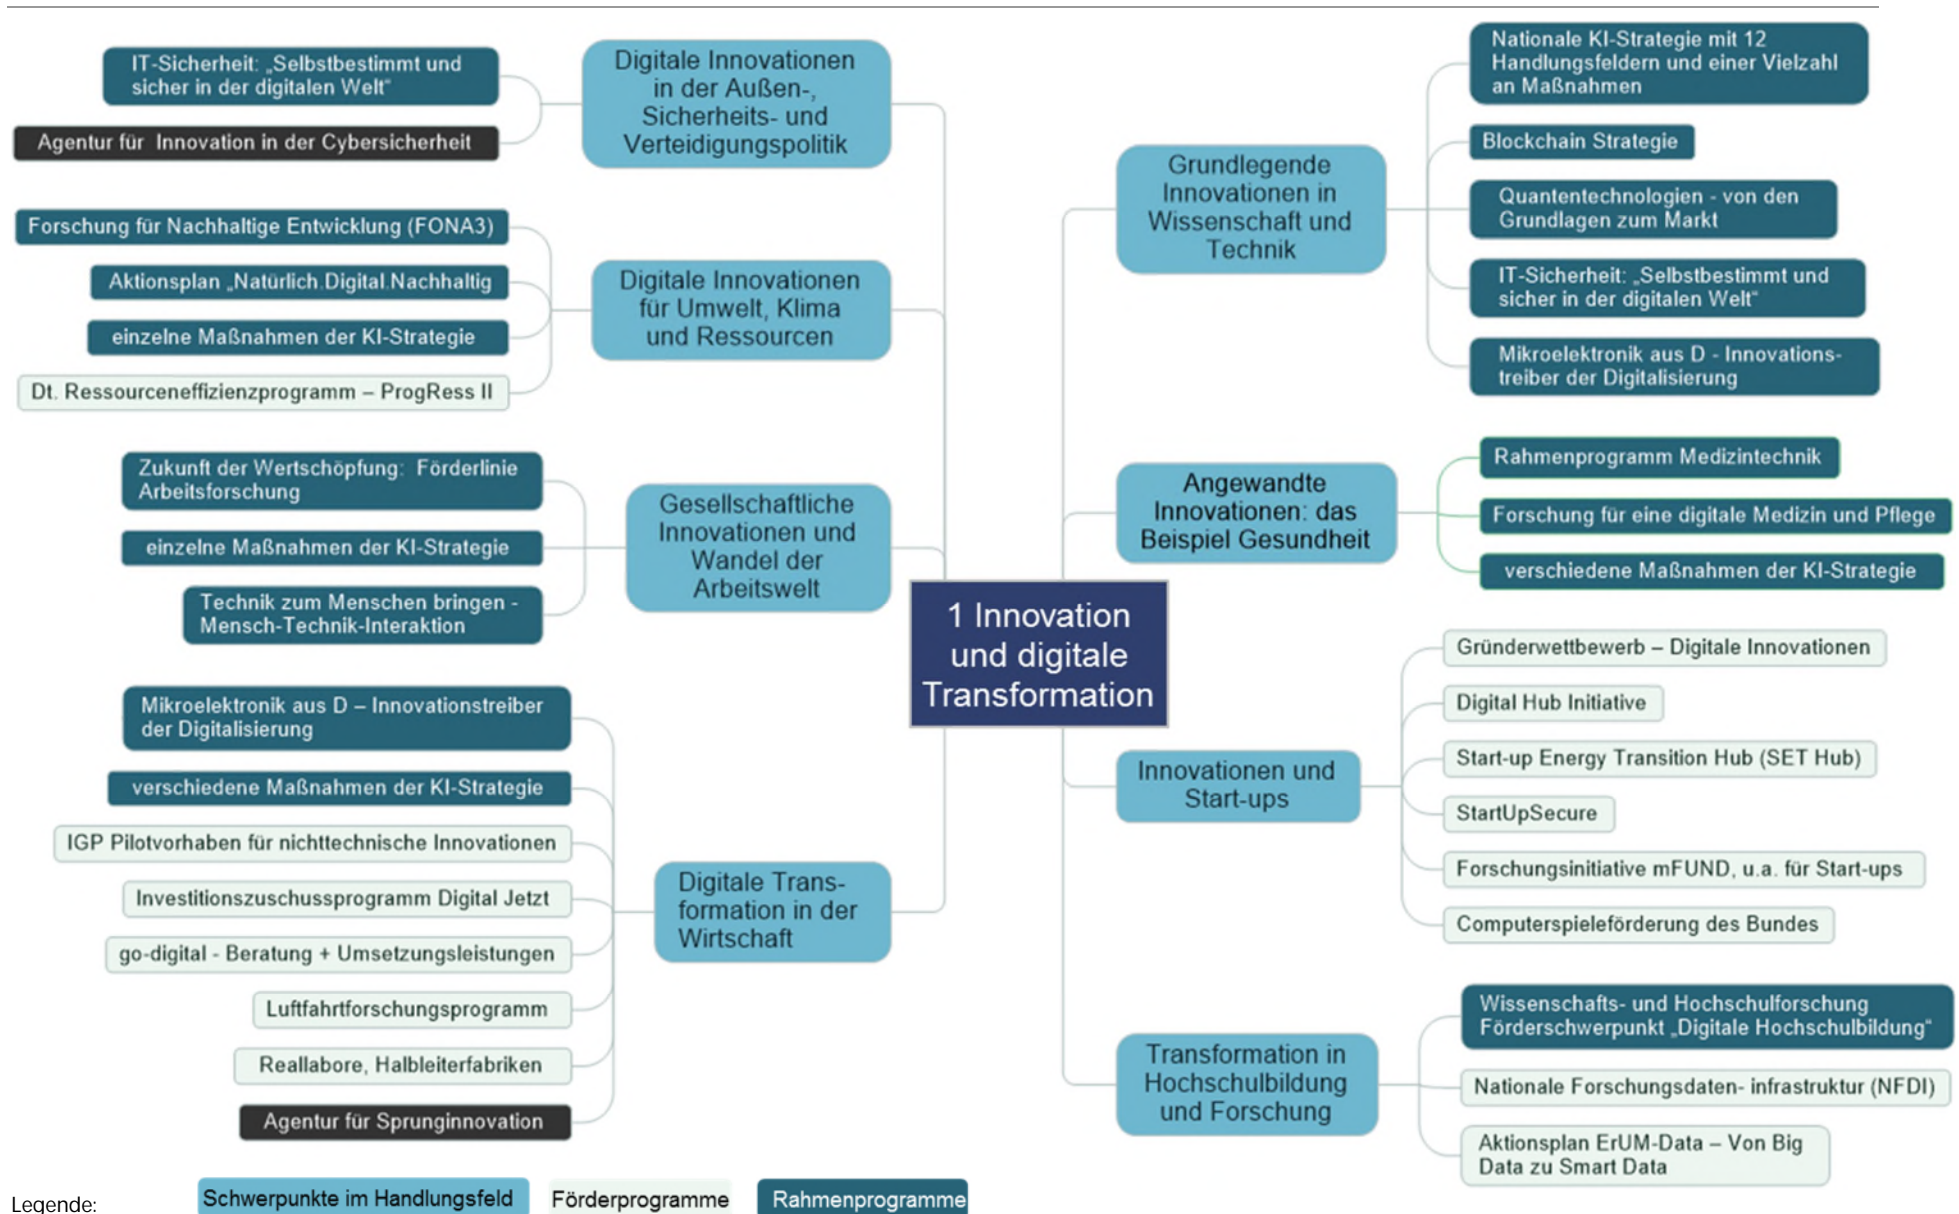 IT-Sicherheit: „Selbstbestimmt und
sicher in der digitalen Welt“
Agentur für Innovation in der Cybersicherheit
Digitale Innovationen
in der Außen-,
Sicherheits- und
Verteidigungspolitik
Forschung für Nachhaltige Entwicklung (FONA3)
Aktionsplan „Natürlich.Digital.Nachhaltig
einzelne Maßnahmen der KI-Strategie
Dt. Ressourceneffizienzprogramm – ProgRess II
Digitale Innovationen
für Umwelt, Klima
und Ressourcen
Zukunft der Wertschöpfung: Förderlinie
Arbeitsforschung
einzelne Maßnahmen der KI-Strategie
Technik zum Menschen bringen -
Mensch-Technik-Interaktion
Gesellschaftliche
Innovationen und
Wandel der
Arbeitswelt
Mikroelektronik aus D – Innovationstreiber
der Digitalisierung
verschiedene Maßnahmen der KI-Strategie
IGP Pilotvorhaben für nichttechnische Innovationen
Investitionszuschussprogramm Digital Jetzt
go-digital - Beratung + Umsetzungsleistungen
Luftfahrtforschungsprogramm
Reallabore, Halbleiterfabriken
Agentur für Sprunginnovation
Digitale Trans-
formation in der
Wirtschaft
1 Innovation
und digitale
Transformation
Grundlegende
Innovationen in
Wissenschaft und
Technik
Nationale KI-Strategie mit 12
Handlungsfeldern und einer Vielzahl
an Maßnahmen
Blockchain Strategie
Quantentechnologien - von den
Grundlagen zum Markt
IT-Sicherheit: „Selbstbestimmt und
sicher in der digitalen Welt“
Mikroelektronik aus D - Innovations-
treiber der Digitalisierung
Angewandte
Innovationen: das
Beispiel Gesundheit
Rahmenprogramm Medizintechnik
Forschung für eine digitale Medizin und Pflege
verschiedene Maßnahmen der KI-Strategie
Innovationen und
Start-ups
Gründerwettbewerb – Digitale Innovationen
Digital Hub Initiative
Start-up Energy Transition Hub (SET Hub)
StartUpSecure
Forschungsinitiative mFUND, u.a. für Start-ups
Computerspieleförderung des Bundes
Transformation in
Hochschulbildung
und Forschung
Wissenschafts- und Hochschulforschung
Förderschwerpunkt „Digitale Hochschulbildung“
Nationale Forschungsdaten- infrastruktur (NFDI)
Aktionsplan ErUM-Data – Von Big
Data zu Smart Data
Legende:
Schwerpunkte im Handlungsfeld
Förderprogramme
Rahmenprogramme